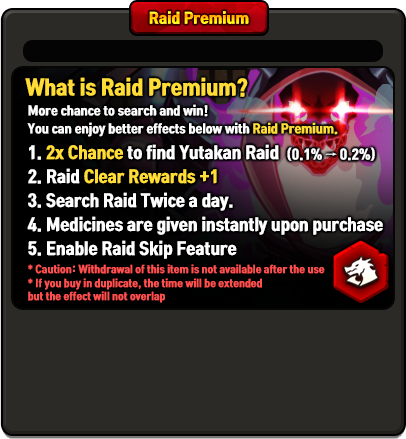 Raid Premium
What is Raid Premium?
More chance to search and win!
You can enjoy better effects below with Raid Premium.
1. 2x Chance to find Yutakan Raid (0.1%→0.2%)
2. Raid Clear Rewards +1
3. Search Raid Twice a day.
4. Medicines are given instantly upon purchase
5. Enable Raid Skip Feature
* Caution: Withdrawal of this item is not available after the use
* If you buy in duplicate, the time will be extended
but the effect will not overlap